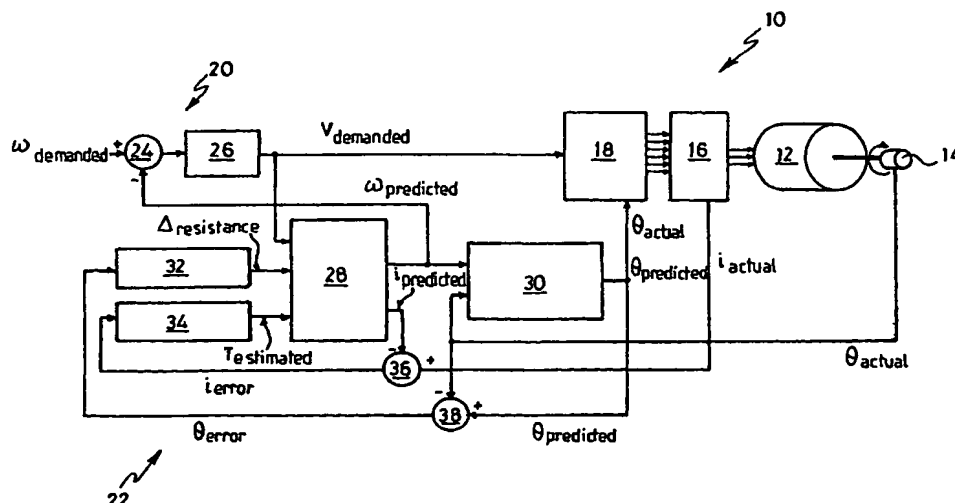 10
20
ω demanded
+
24
-
26
V demanded
18
16
12
14
ω predicted
Δ resistance
θ actual
θ predicted
i actual
32
28
i predicted
30
34
T estimated
-
36
+
θ actual
i error
-
38
+
θ error
θ predicted
22